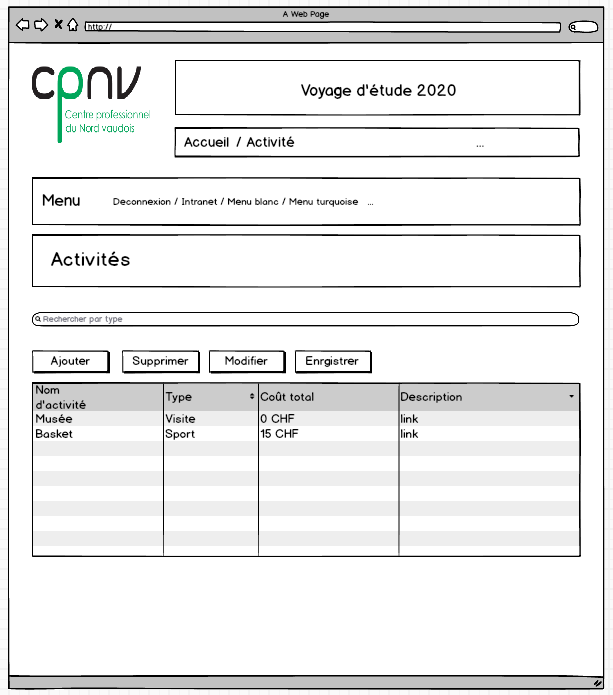 A Web Page
http://
cpnv
Centre professionnel
du Nord vaudois
Voyage d'étude 2020
Accueil / Activité ...
Menu Deconnexion / Intranet / Menu blanc / Menu turquoise ...
Activités
Rechercher par type
Ajouter Supprimer Modifier Enrgistrer
Nom
d'activité Type Coût total Description
Musée Visite 0 CHF link
Basket Sport 15 CHF link